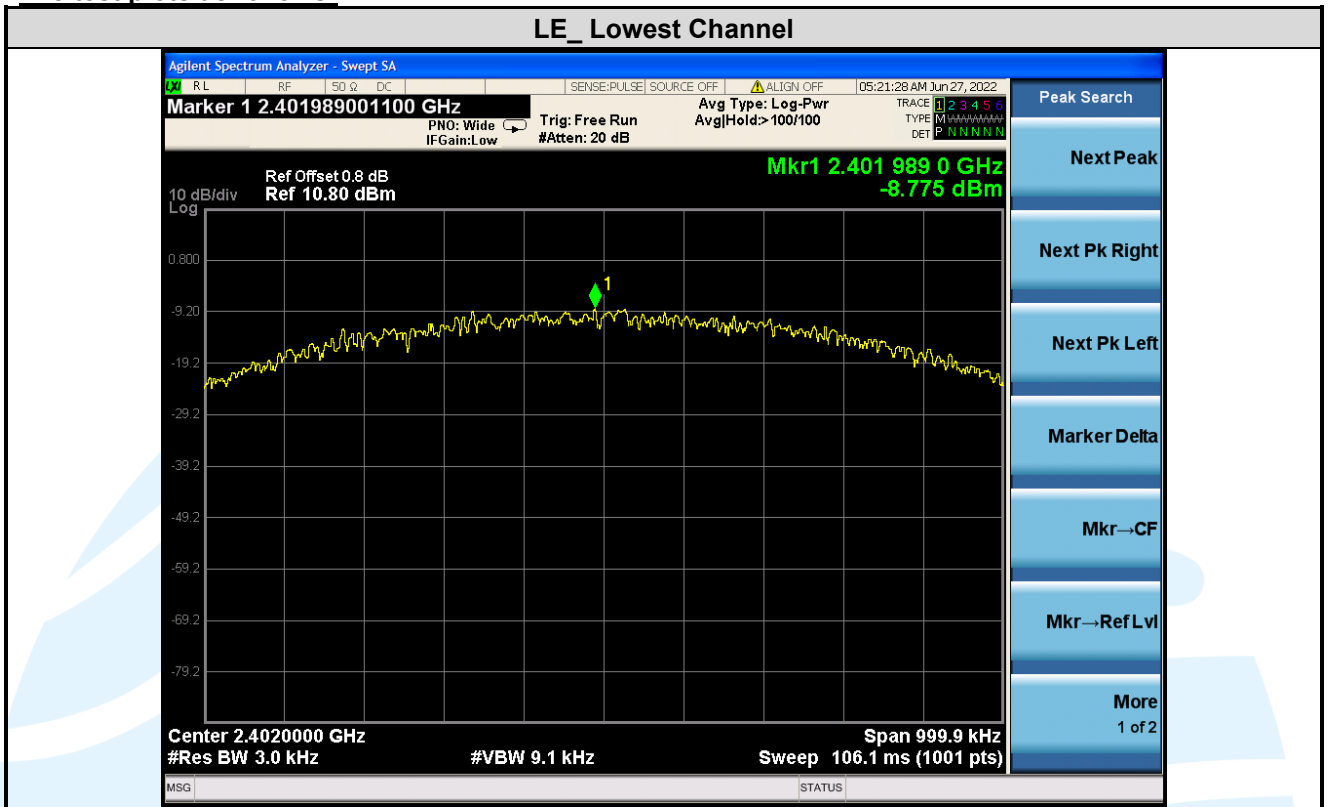 LE_ Lowest Channel
Agilent Spectrum Analyzer - Swept SA
LXI RL RF 50 Ω DC SENSE:PULSE SOURCE OFF ALIGN OFF 05:21:28 AM Jun 27, 2022
Marker 1 2.401989001100 GHz
PNO: Wide
IFGain:Low
Trig: Free Run
#Atten: 20 dB
Avg Type: Log-Pwr
Avg|Hold:>100/100
TRACE 1 2 3 4 5 6
TYPE M
DET P N N N N N
Mkr1 2.401 989 0 GHz
-8.775 dBm
Ref Offset 0.8 dB
10 dB/div Ref 10.80 dBm
Log
0.800
-9.20
-19.2
-29.2
-39.2
-49.2
-59.2
-69.2
-79.2
1
Center 2.4020000 GHz Span 999.9 kHz
#Res BW 3.0 kHz #VBW 9.1 kHz Sweep 106.1 ms (1001 pts)
MSG STATUS
Peak Search
Next Peak
Next Pk Right
Next Pk Left
Marker Delta
Mkr→CF
Mkr→Ref Lvl
More
1 of 2